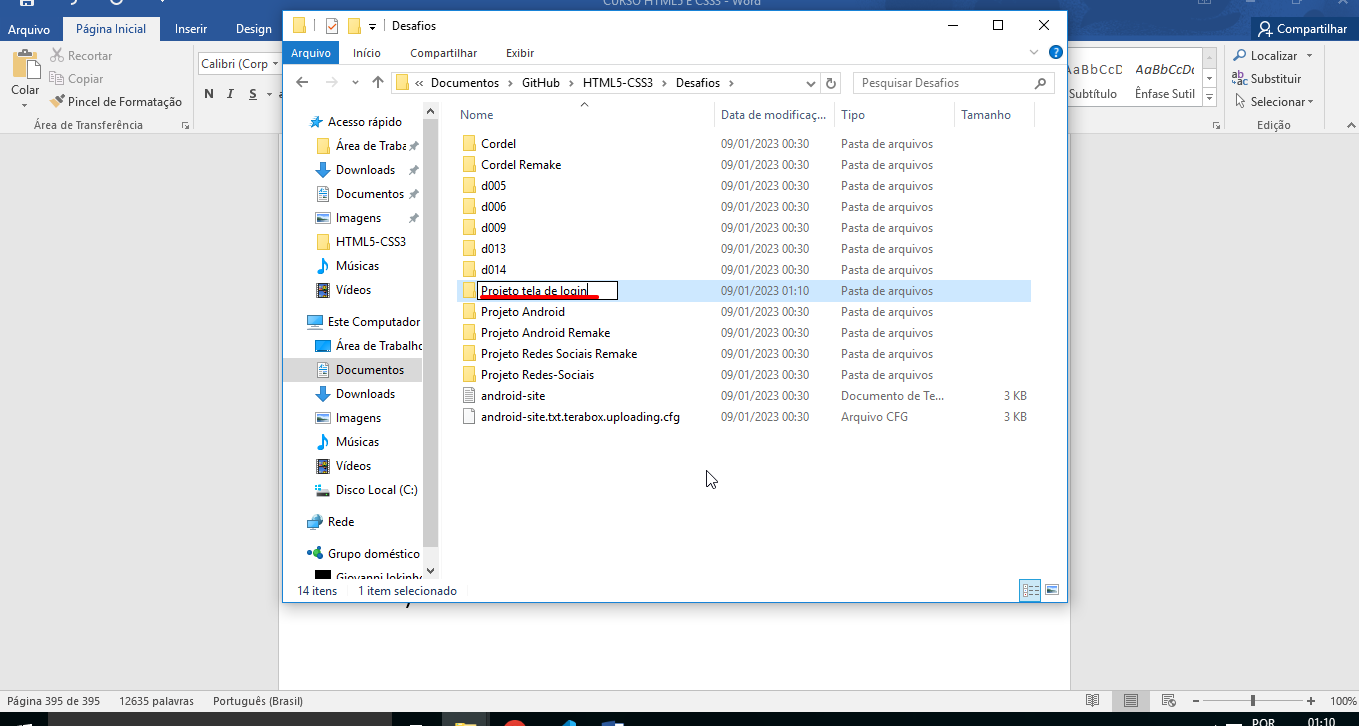 CURSO HTML5 E CSS3 - Word
Arquivo
Página Inicial
Inserir
Design
Compartilhar
Colar
Recortar
Copiar
Pincel de Formatação
Área de Transferência
Calibri (Corp
N I S
Desafios
Arquivo
Início
Compartilhar
Exibir
« Documentos > GitHub > HTML5-CSS3 > Desafios >
Pesquisar Desafios
Acesso rápido
Área de Traba
Downloads
Documentos
Imagens
HTML5-CSS3
Músicas
Vídeos
Este Computador
Área de Trabalho
Documentos
Downloads
Imagens
Músicas
Vídeos
Disco Local (C:)
Rede
Grupo doméstico
Nome Data de modificaç... Tipo Tamanho
Cordel 09/01/2023 00:30 Pasta de arquivos
Cordel Remake 09/01/2023 00:30 Pasta de arquivos
d005 09/01/2023 00:30 Pasta de arquivos
d006 09/01/2023 00:30 Pasta de arquivos
d009 09/01/2023 00:30 Pasta de arquivos
d013 09/01/2023 00:30 Pasta de arquivos
d014 09/01/2023 00:30 Pasta de arquivos
Projeto tela de login 09/01/2023 01:10 Pasta de arquivos
Projeto Android 09/01/2023 00:30 Pasta de arquivos
Projeto Android Remake 09/01/2023 00:30 Pasta de arquivos
Projeto Redes Sociais Remake 09/01/2023 00:30 Pasta de arquivos
Projeto Redes-Sociais 09/01/2023 00:30 Pasta de arquivos
android-site 09/01/2023 00:30 Documento de Te... 3 KB
android-site.txt.terabox.uploading.cfg 09/01/2023 00:30 Arquivo CFG 3 KB
14 itens 1 item selecionado
AaBbCcD
AaBbCcDc
Subtítulo
Ênfase Sutil
Localizar
Substituir
Selecionar
Edição
Página 395 de 395 12635 palavras Português (Brasil)
100%
POR
01:10